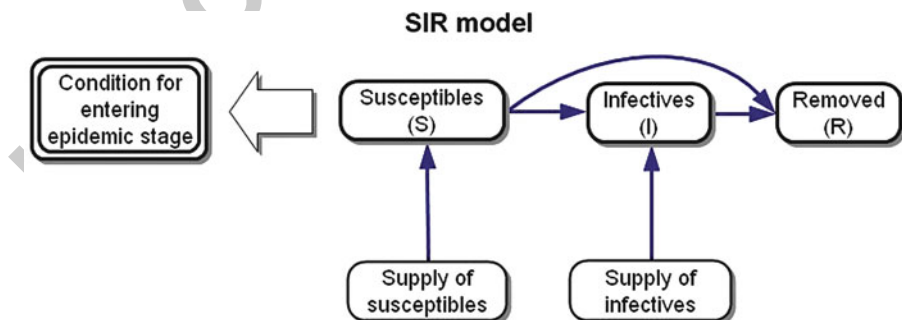 SIR model
Condition for
entering
epidemic stage
Susceptibles
(S)
Infectives
(I)
Removed
(R)
Supply of
susceptibles
Supply of
infectives